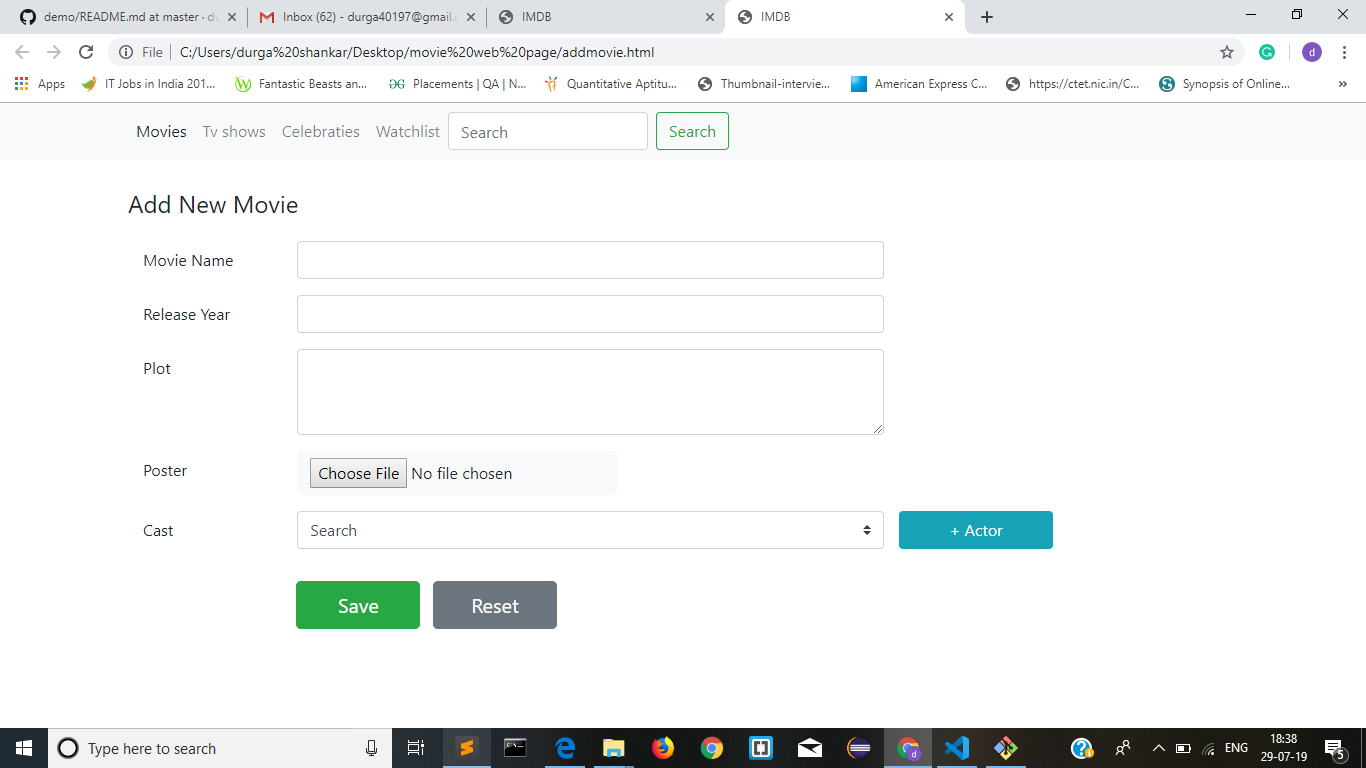 demo/README.md at master · du
Inbox (62) - durga40197@gmail.c
IMDB
IMDB
File
C:/Users/durga%20shankar/Desktop/movie%20web%20page/addmovie.html
d
Apps
IT Jobs in India 201...
Fantastic Beasts an...
Placements | QA | N...
Quantitative Aptitu...
Thumbnail-intervie...
American Express C...
https://ctet.nic.in/C...
Synopsis of Online...
»
Movies
Tv shows
Celebraties
Watchlist
Search
Search
Add New Movie
Movie Name
Release Year
Plot
Poster
Choose File No file chosen
Cast
Search
+ Actor
Save
Reset
Type here to search
d
ENG
18:38
29-07-19
5